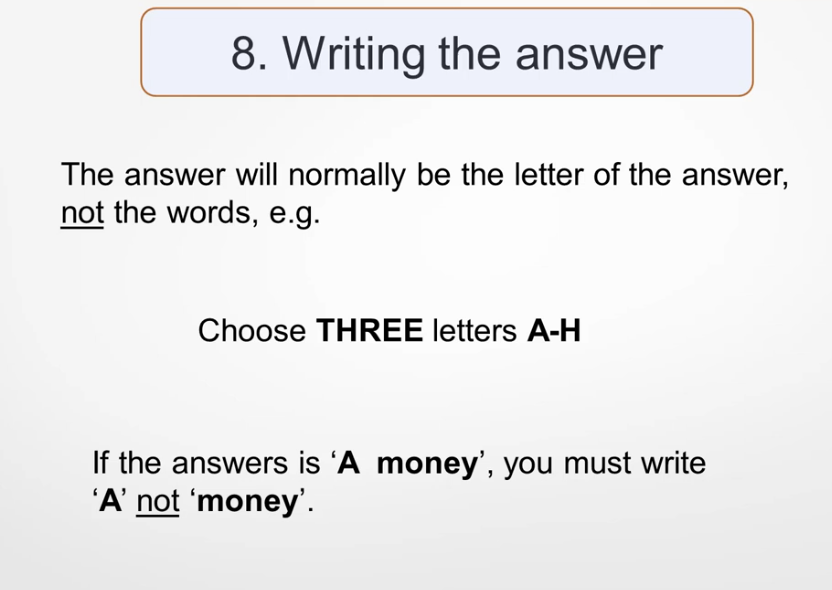 8. Writing the answer
The answer will normally be the letter of the answer,
not the words, e.g.
Choose THREE letters A-H
If the answers is ‘A  money’, you must write
‘A’ not ‘money’.